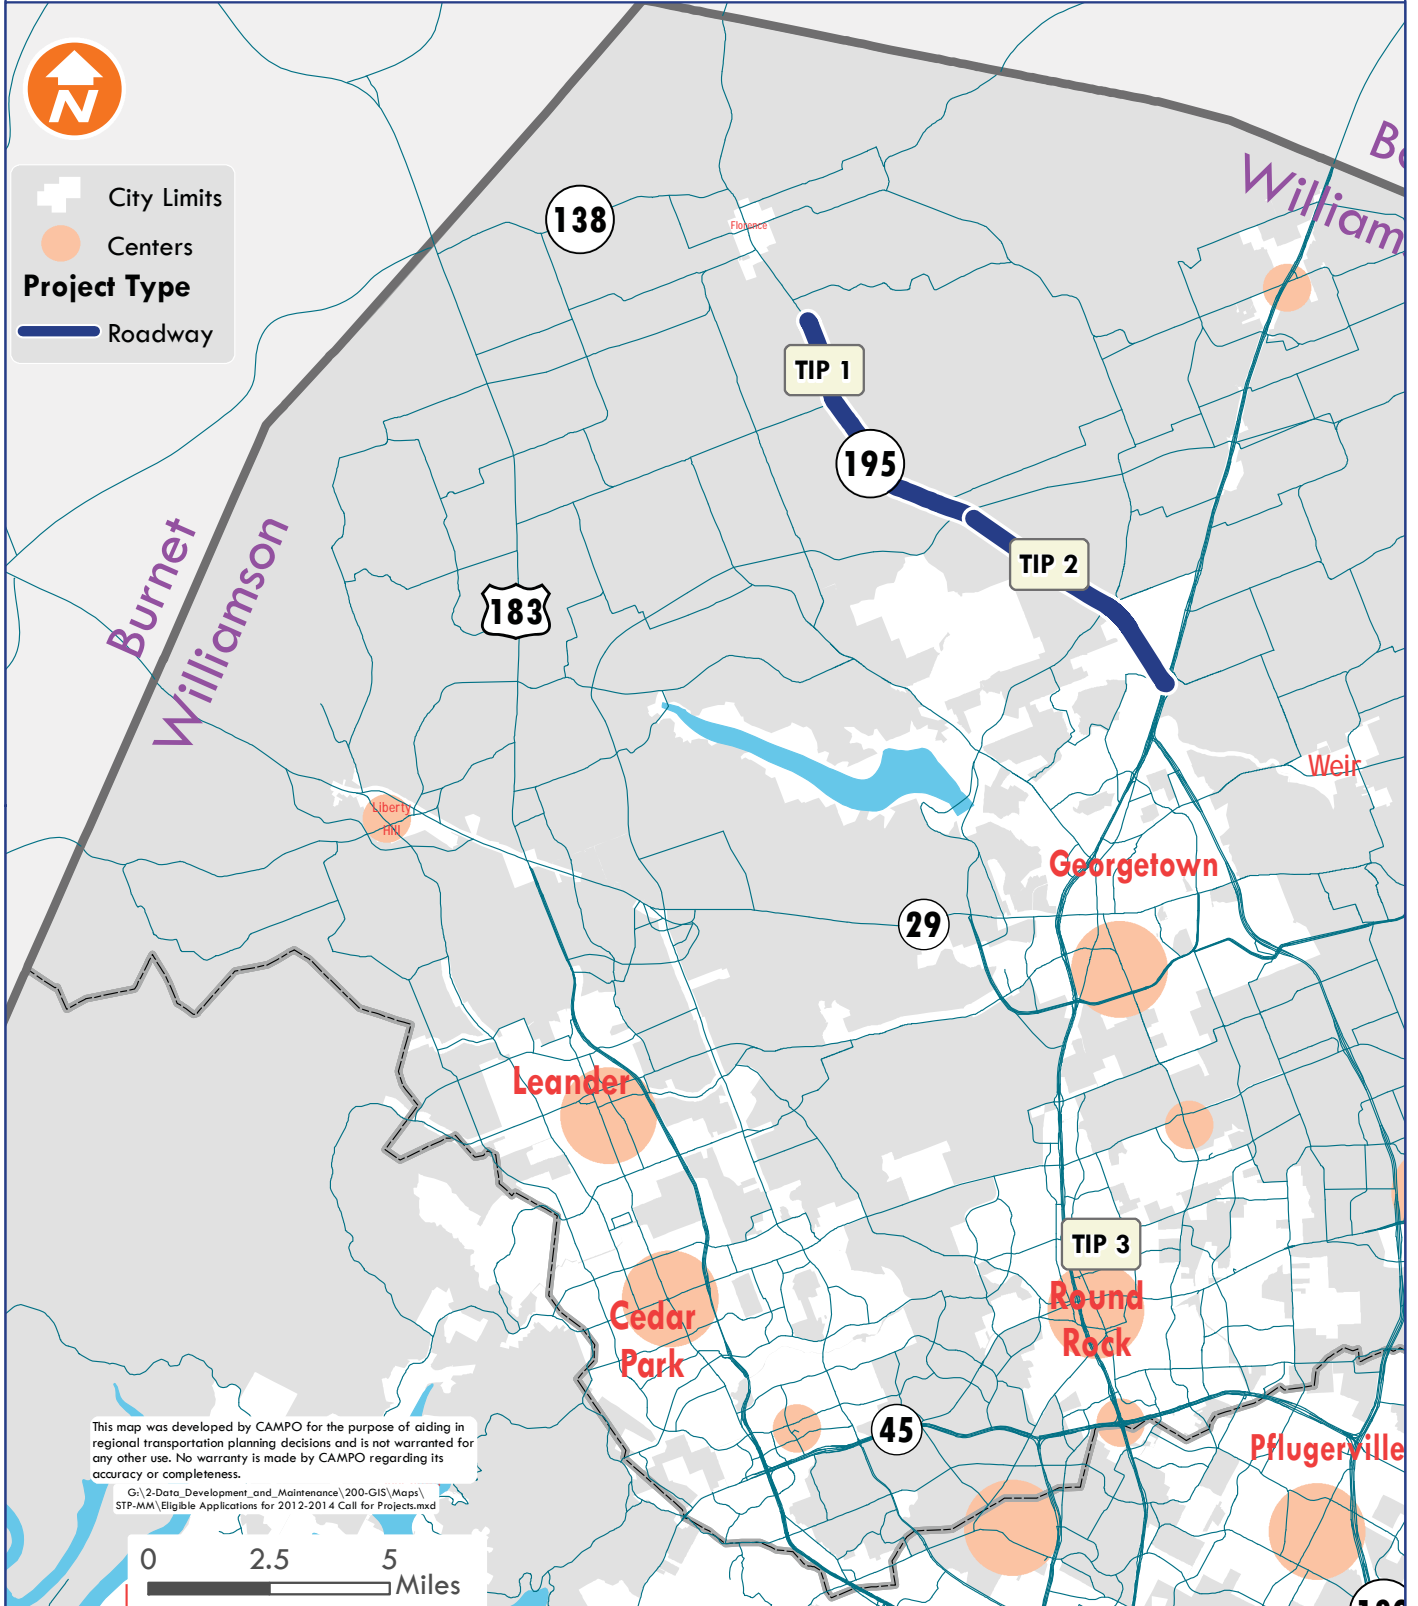 N
City Limits
Centers
Project Type
Roadway
138
Florence
William
TIP 1
195
TIP 2
183
Burnet
Williamson
Weir
Liberty
Hill
Georgetown
29
Leander
TIP 3
Round
Rock
Cedar
Park
45
Pflugerville
This map was developed by CAMPO for the purpose of aiding in
regional transportation planning decisions and is not warranted for
any other use. No warranty is made by CAMPO regarding its
accuracy or completeness.
G:\2-Data_Development_and_Maintenance\200-GIS\Maps\
STP-MM\Eligible Applications for 2012-2014 Call for Projects.mxd
0 2.5 5
Miles